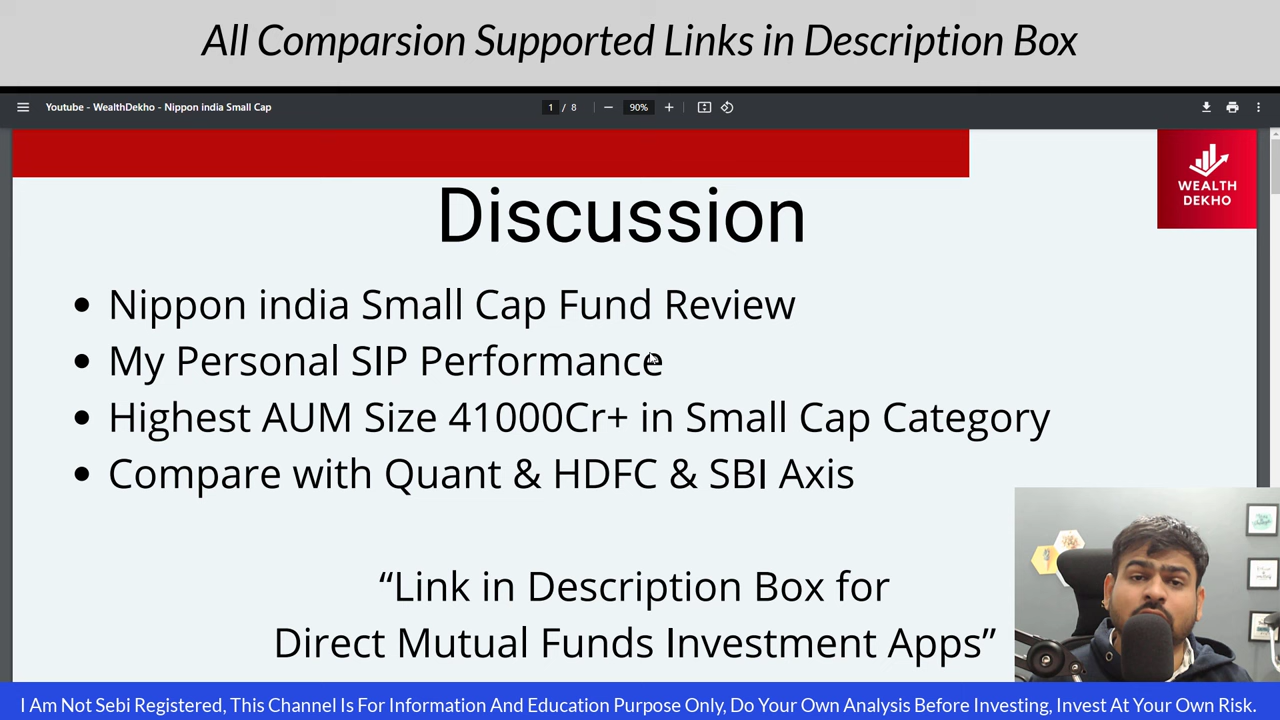 All Comparsion Supported Links in Description Box
Youtube - WealthDekho - Nippon india Small Cap
1 / 8
90%
WEALTH
DEKHO
Discussion
• Nippon india Small Cap Fund Review
• My Personal SIP Performance
• Highest AUM Size 41000Cr+ in Small Cap Category
• Compare with Quant & HDFC & SBI Axis
“Link in Description Box for
Direct Mutual Funds Investment Apps”
I Am Not Sebi Registered, This Channel Is For Information And Education Purpose Only, Do Your Own Analysis Before Investing, Invest At Your Own Risk.